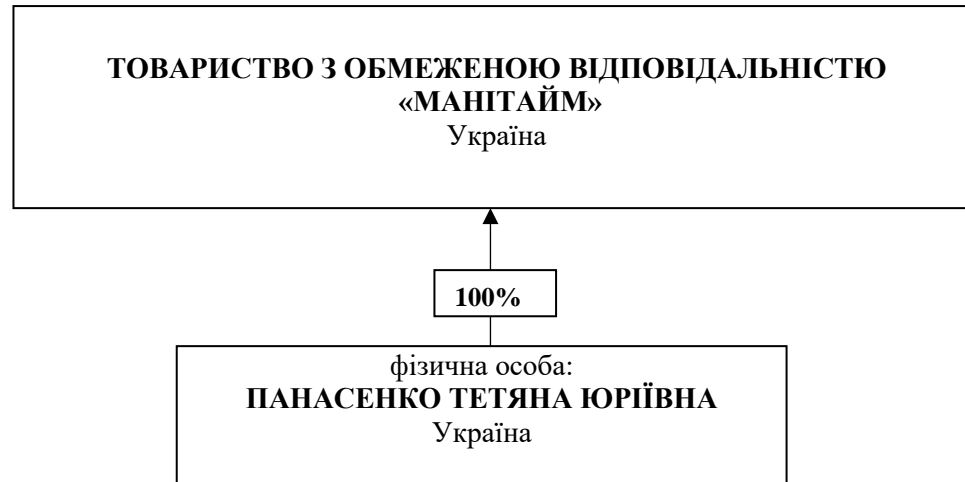 ТОВАРИСТВО З ОБМЕЖЕНОЮ ВІДПОВІДАЛЬНІСТЮ
«МАНІТАЙМ»
Україна
100%
фізична особа:
ПАНАСЕНКО ТЕТЯНА ЮРІЇВНА
Україна